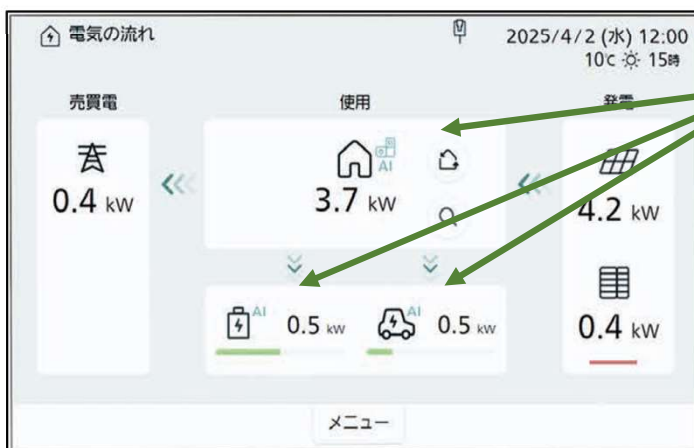 電気の流れ
2025/4/2 (水) 12:00
10℃ 15時
売買電
使用
発電
0.4 kW
AI
3.7 kW
4.2 kW
0.4 kW
AI
0.5 kW
AI
0.5 kW
メニュー